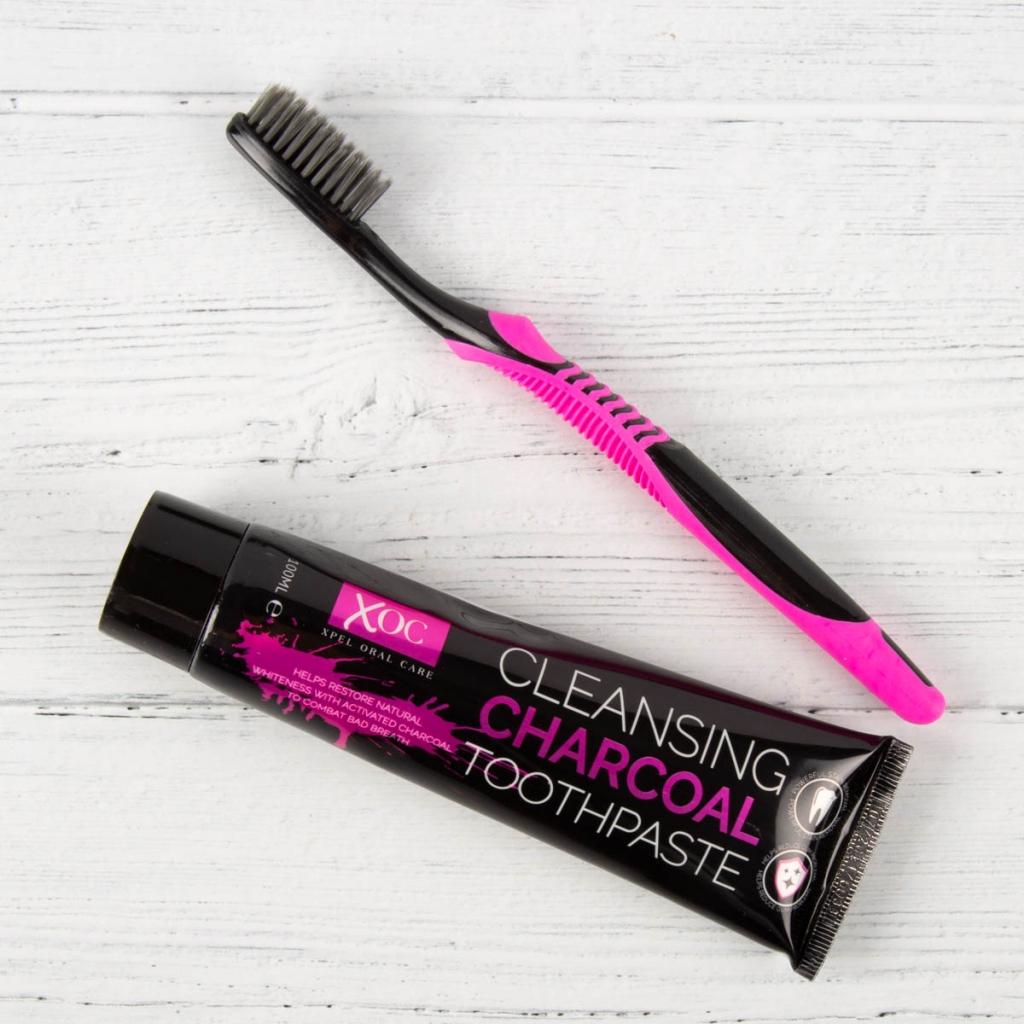 100ML e
XOC
XPEL ORAL CARE
HELPS RESTORE NATURAL
WHITENESS WITH ACTIVATED CHARCOAL
TO COMBAT BAD BREATH
CLEANSING
CHARCOAL
TOOTHPASTE